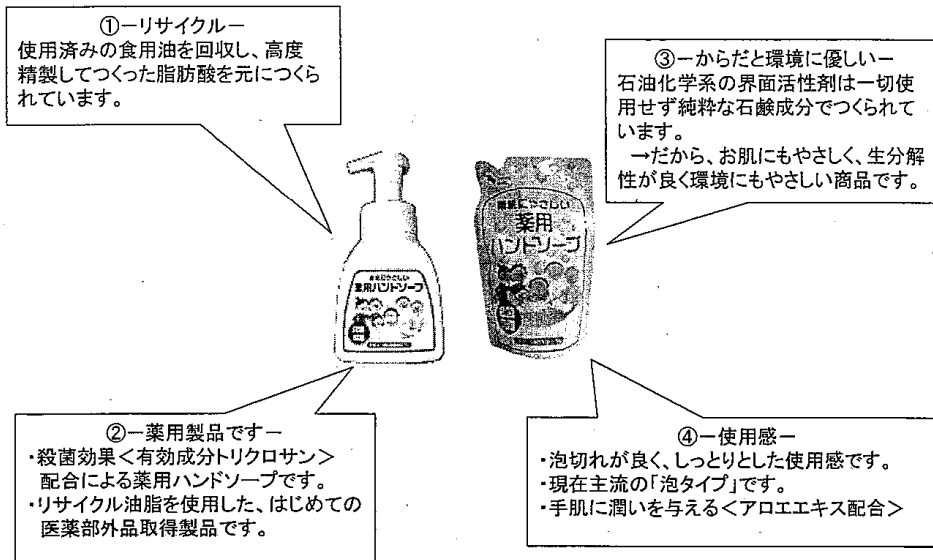 ①－リサイクル－
使用済みの食用油を回収し、高度
精製してつくった脂肪酸を元につくら
れています。
③－からだと環境に優しい－
石油化学系の界面活性剤は一切使
用せず純粋な石鹸成分でつくられて
います。
→だから、お肌にもやさしく、生分解
性が良く環境にもやさしい商品です。
にやさしい
薬用
ハンドソープ
にやさしい
薬用ハンドソープ
②－薬用製品です－
・殺菌効果＜有効成分トリクロサン＞
配合による薬用ハンドソープです。
・リサイクル油脂を使用した、はじめての
医薬部外品取得製品です。
④－使用感－
・泡切れが良く、しっとりとした使用感です。
・現在主流の「泡タイプ」です。
・手肌に潤いを与える＜アロエエキス配合＞